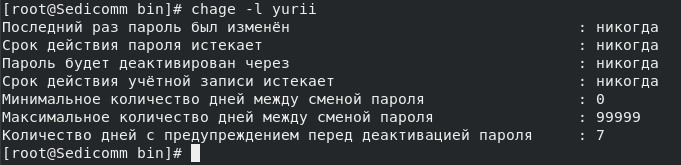 [root@Sedicomm bin]# chage -l yurii
Последний раз пароль был изменён : никогда
Срок действия пароля истекает : никогда
Пароль будет деактивирован через : никогда
Срок действия учётной записи истекает : никогда
Минимальное количество дней между сменой пароля : 0
Максимальное количество дней между сменой пароля : 99999
Количество дней с предупреждением перед деактивацией пароля : 7
[root@Sedicomm bin]#